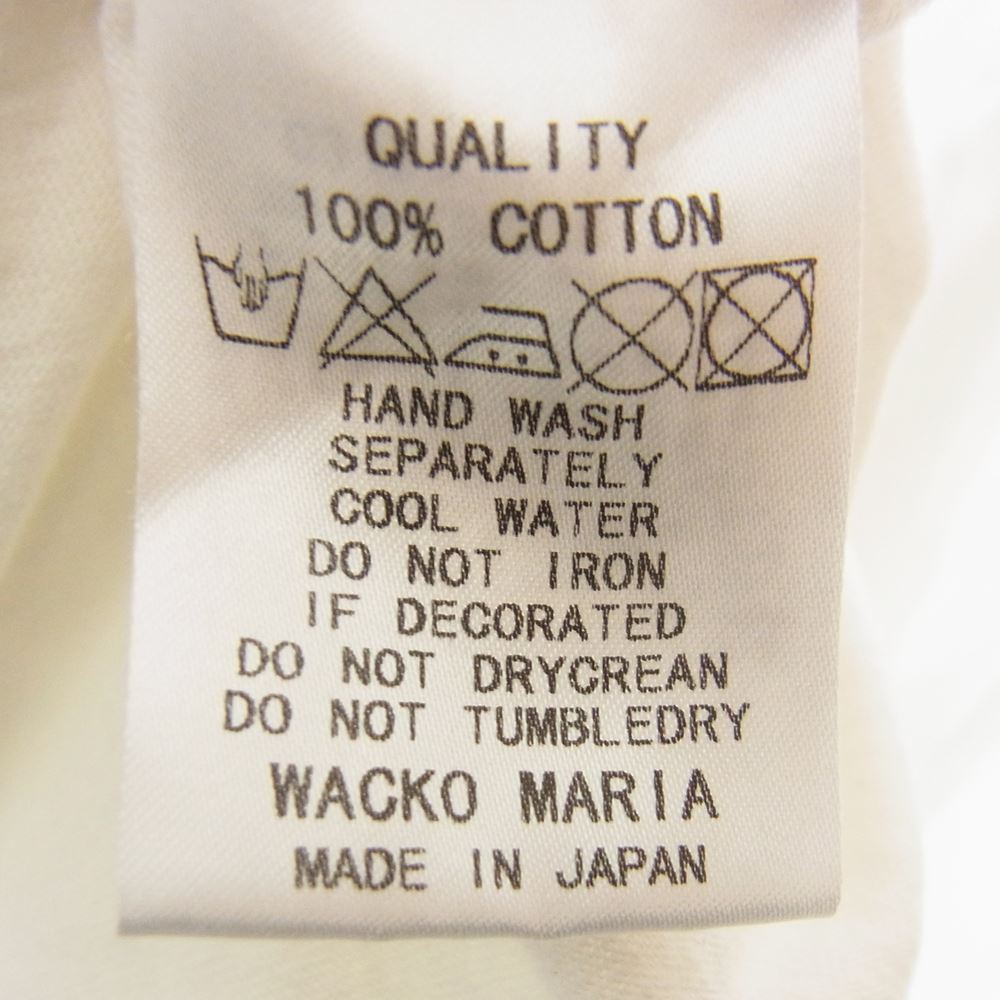 QUALITY
100% COTTON
HAND WASH
SEPARATELY
COOL WATER
DO NOT IRON
IF DECORATED
DO NOT DRYCREAN
DO NOT TUMBLEDRY
WACKO MARIA
MADE IN JAPAN